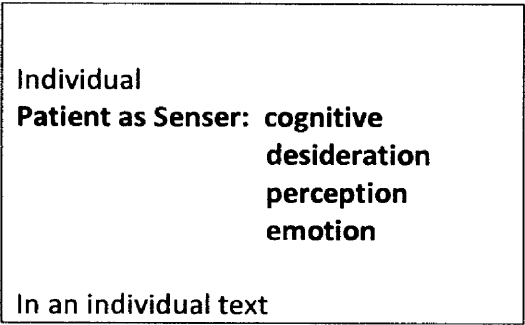 Individual
Patient as Senser: cognitive
desideration
perception
emotion
In an individual text